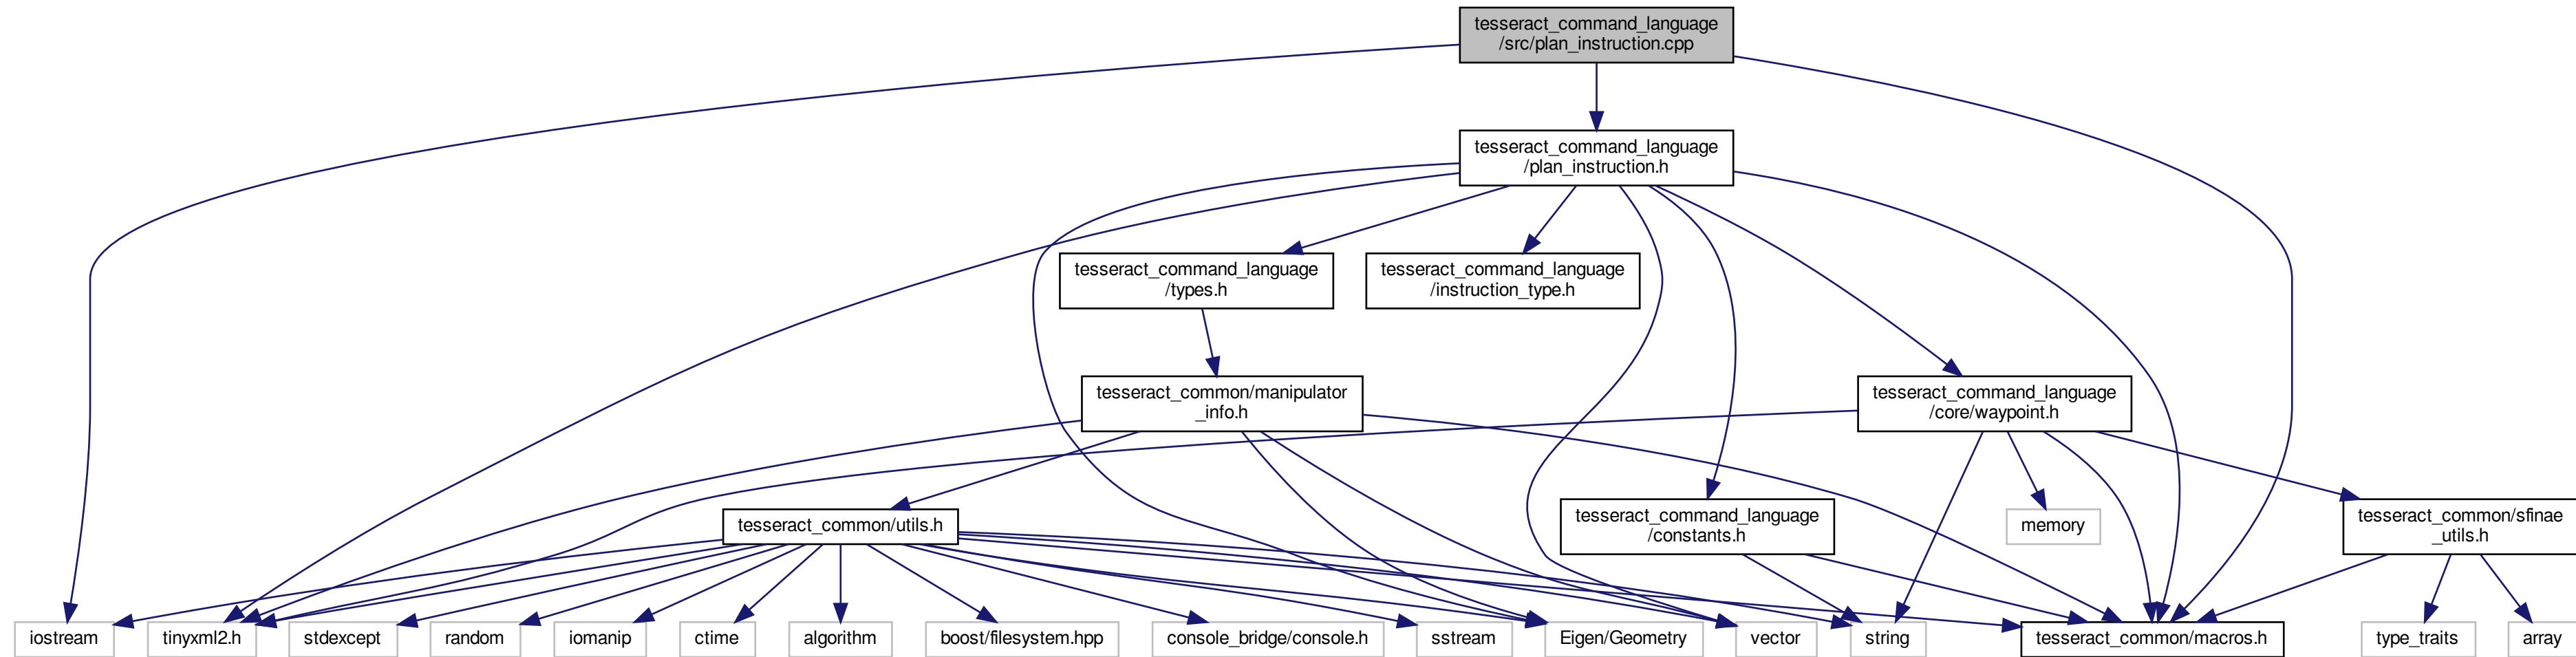 tesseract_command_language
/src/plan_instruction.cpp
tesseract_command_language
/plan_instruction.h
tesseract_command_language
/types.h
tesseract_command_language
/instruction_type.h
tesseract_common/manipulator
_info.h
tesseract_command_language
/core/waypoint.h
tesseract_common/utils.h
tesseract_command_language
/constants.h
memory
tesseract_common/sfinae
_utils.h
iostream
tinyxml2.h
stdexcept
random
iomanip
ctime
algorithm
boost/filesystem.hpp
console_bridge/console.h
sstream
Eigen/Geometry
vector
string
tesseract_common/macros.h
type_traits
array